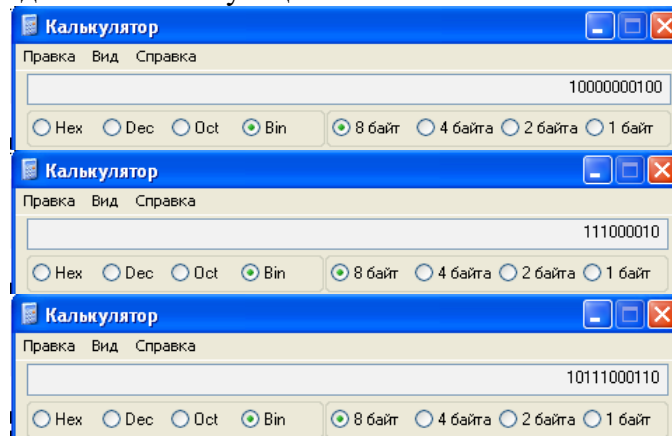 Калькулятор
Правка Вид Справка
10000000100
Hex Dec Oct Bin 8 байт 4 байта 2 байта 1 байт
Калькулятор
Правка Вид Справка
111000010
Hex Dec Oct Bin 8 байт 4 байта 2 байта 1 байт
Калькулятор
Правка Вид Справка
10111000110
Hex Dec Oct Bin 8 байт 4 байта 2 байта 1 байт